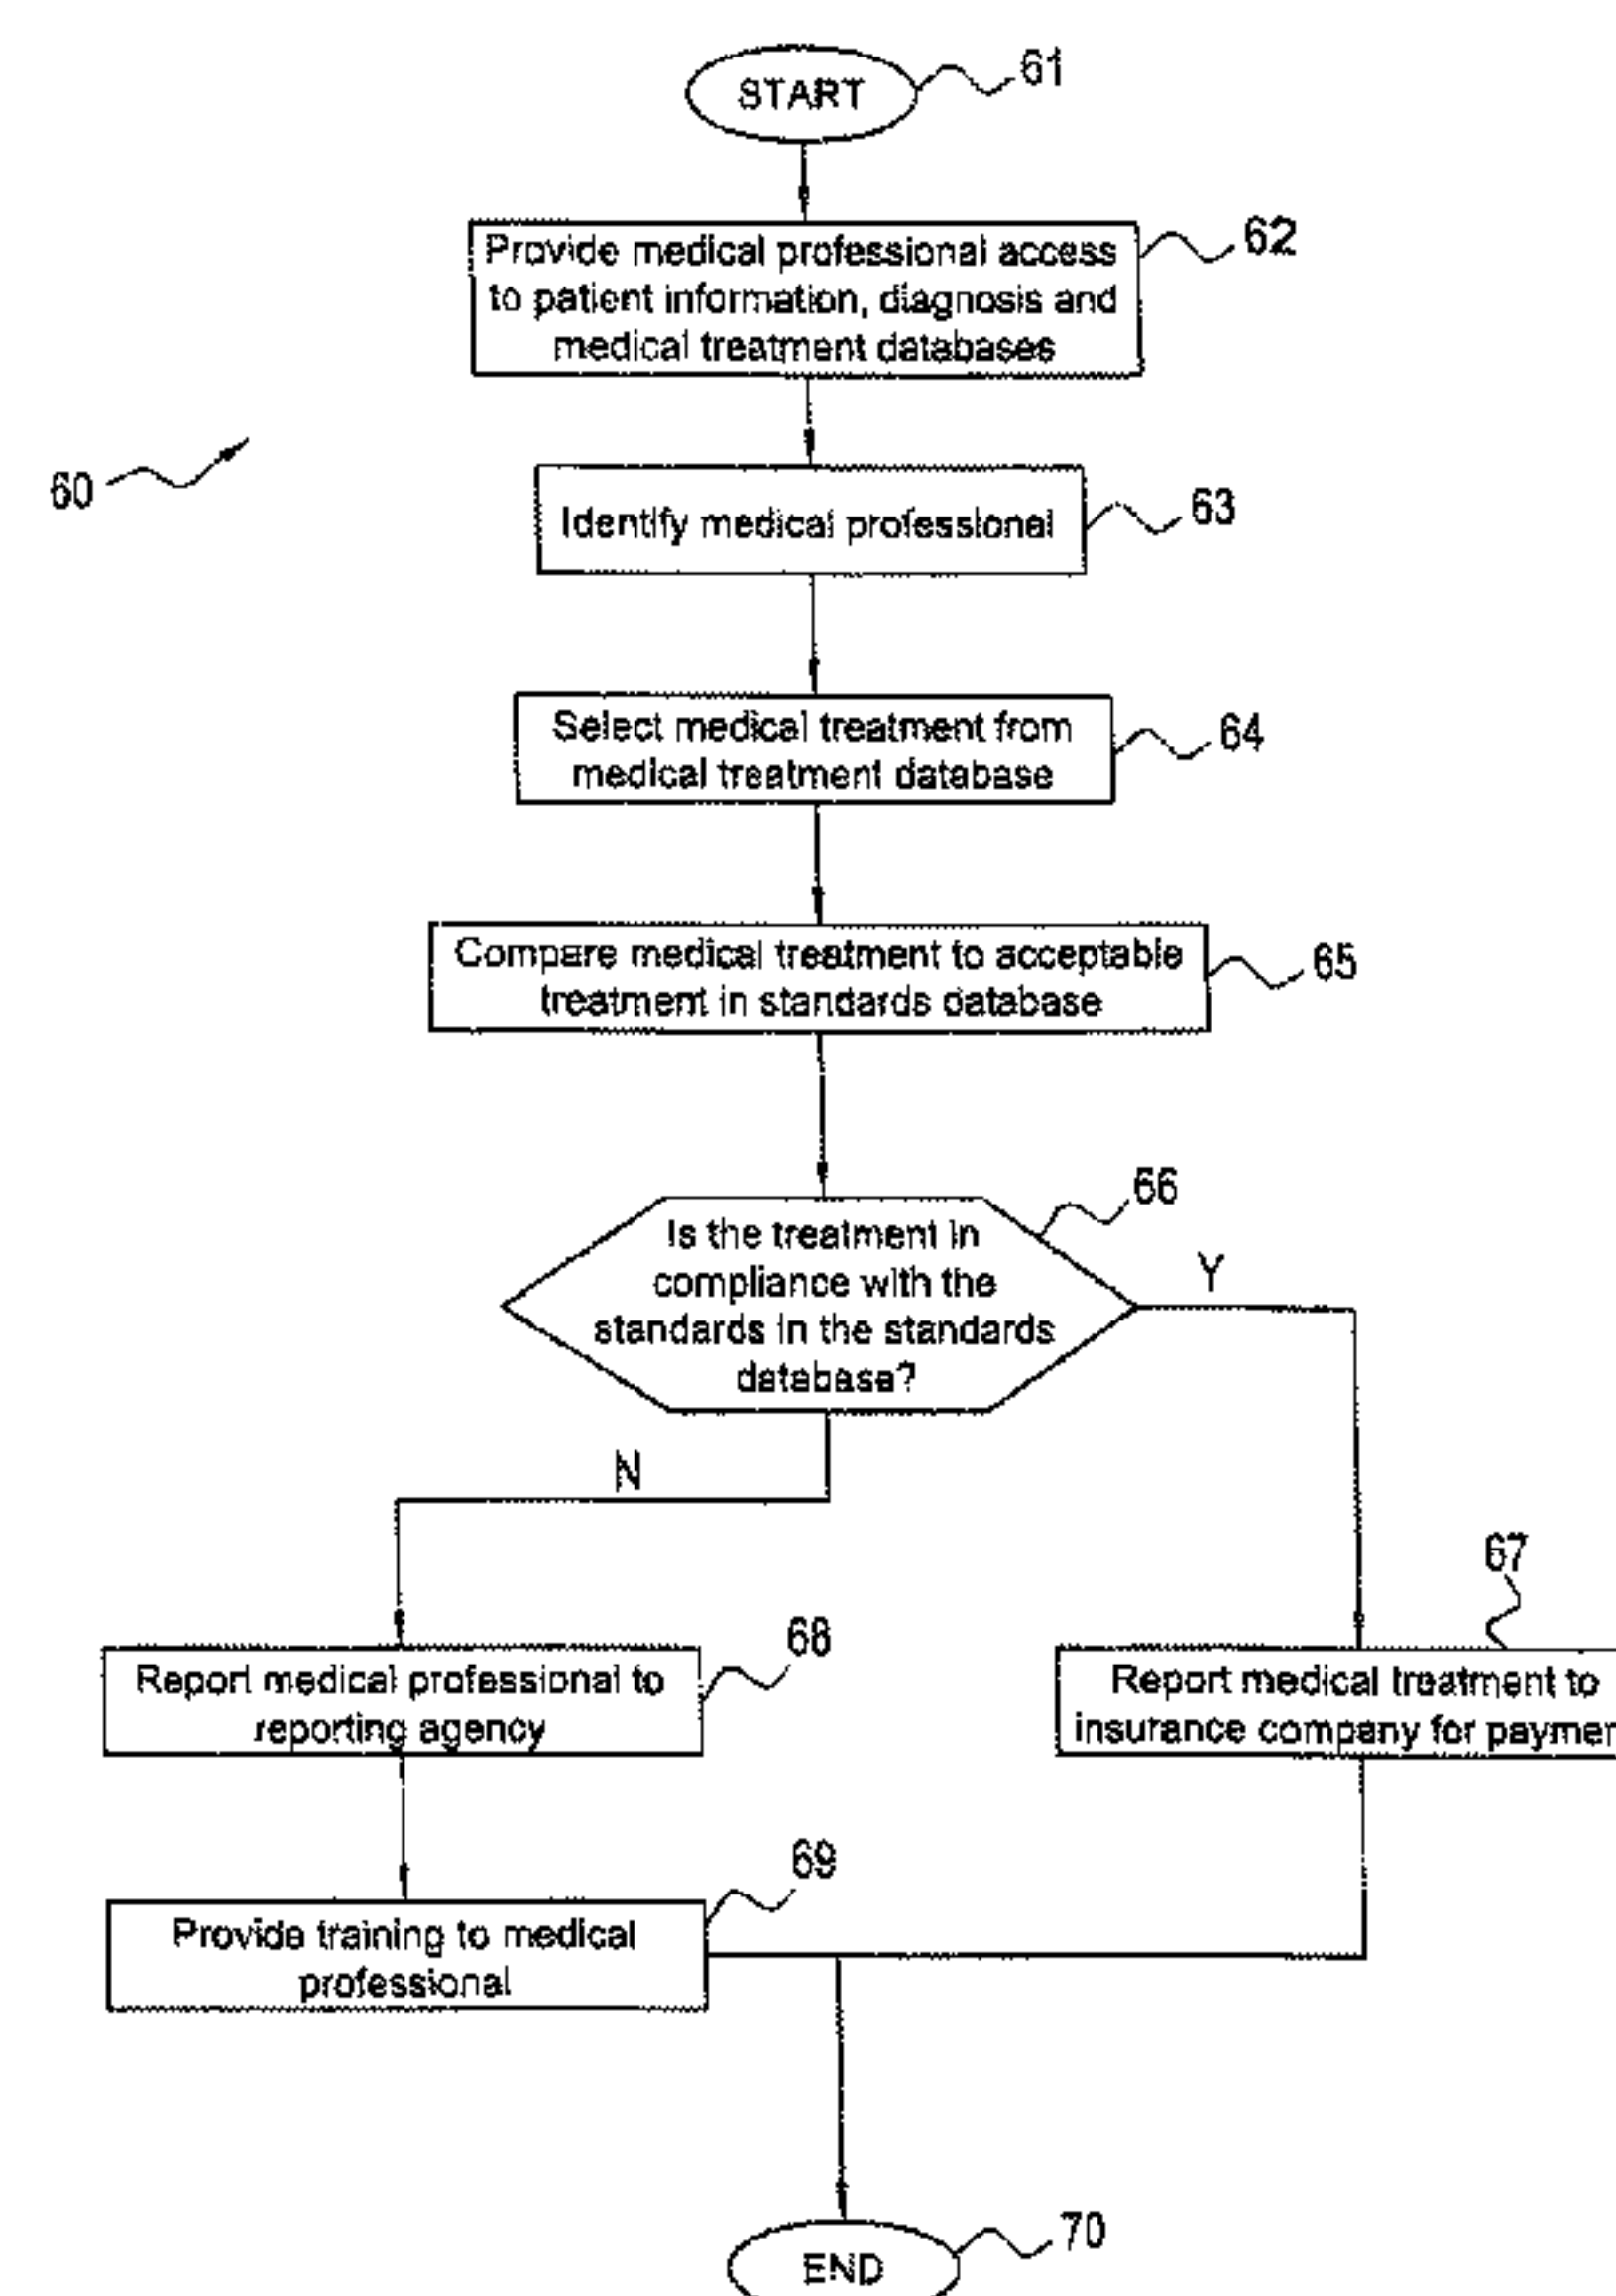 START
61
Provide medical professional access
to patient information, diagnosis and
medical treatment databases
62
60
Identify medical professional
63
Select medical treatment from
medical treatment database
64
Compare medical treatment to acceptable
treatment in standards database
65
66
Is the treatment in
compliance with the
standards in the standards
database?
Y
N
67
68
Report medical professional to
reporting agency
Report medical treatment to
insurance company for paymen
69
Provide training to medical
professional
70
END